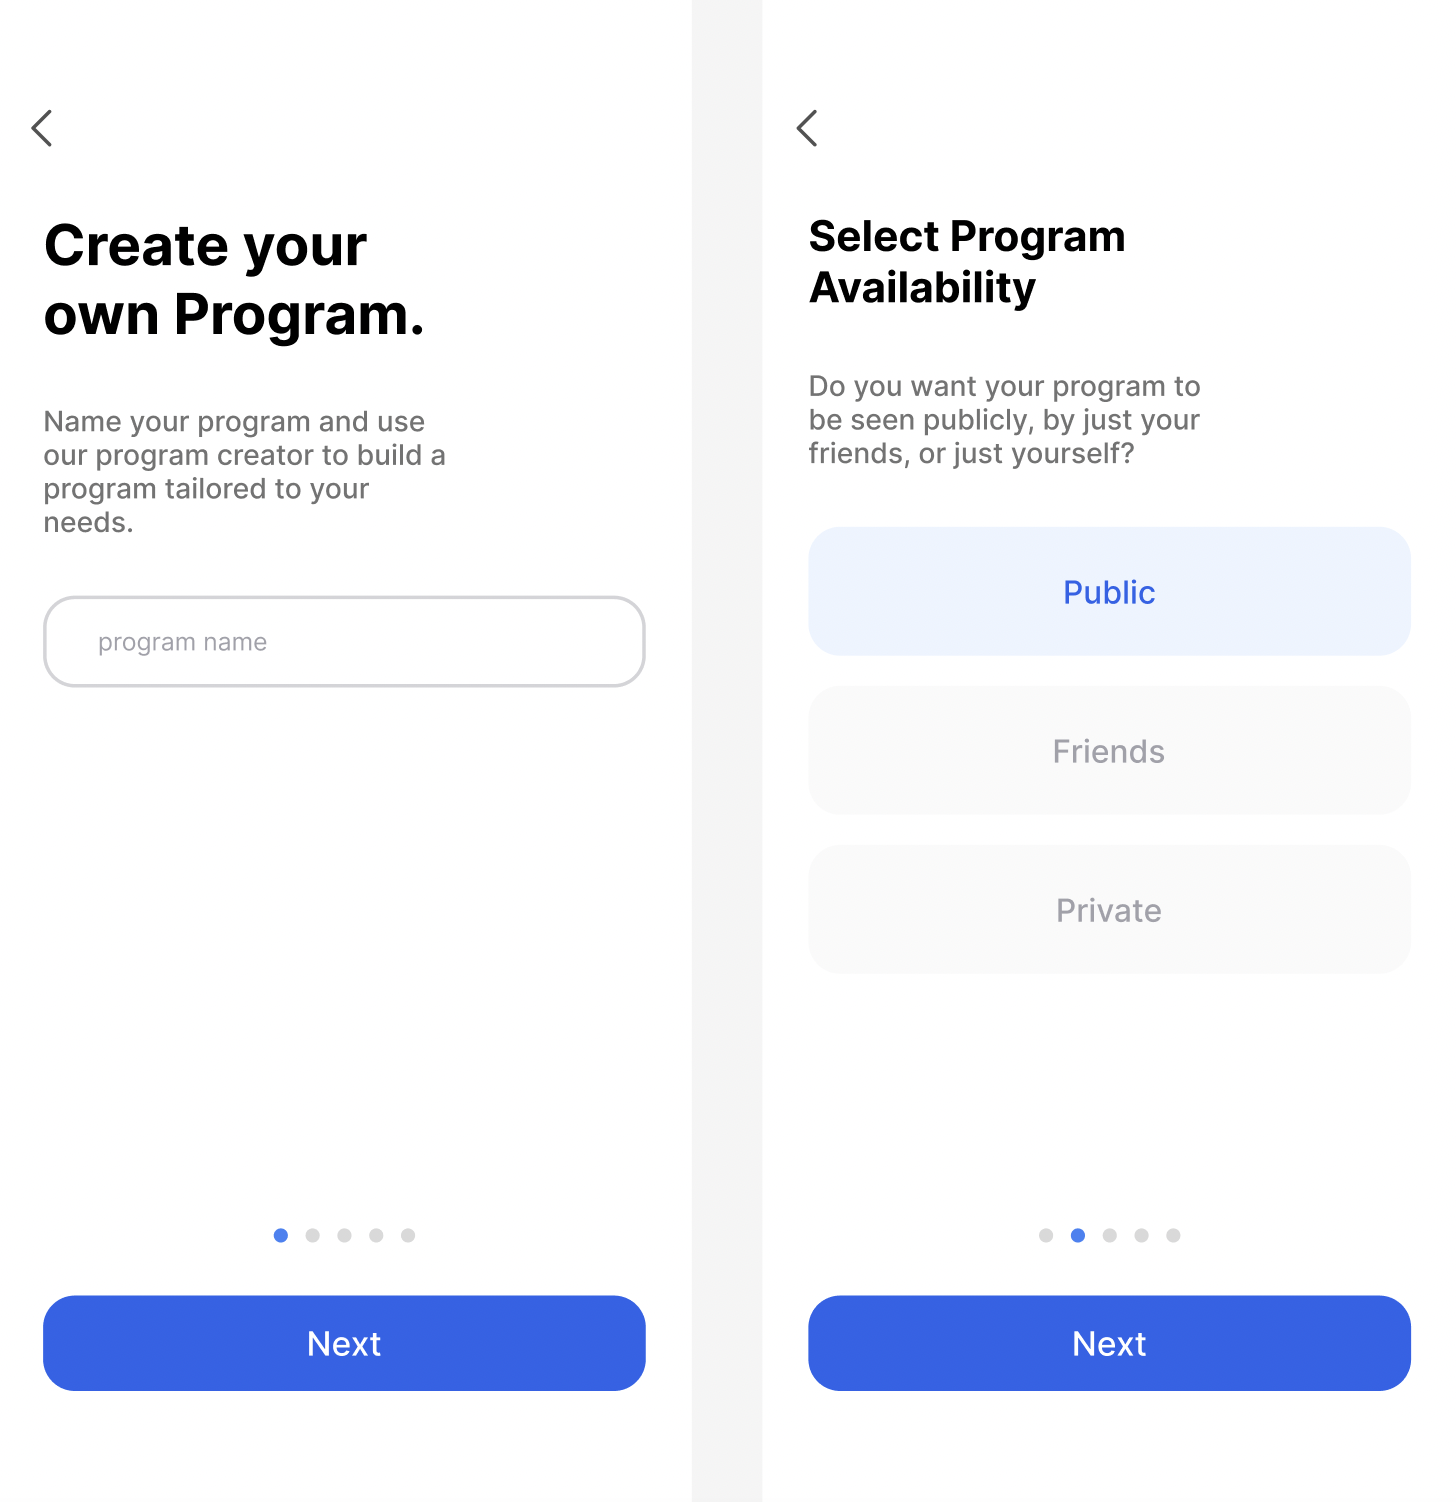 Create your
own Program.
Name your program and use
our program creator to build a
program tailored to your
needs.
program name
Next
Select Program
Availability
Do you want your program to
be seen publicly, by just your
friends, or just yourself?
Public
Friends
Private
Next